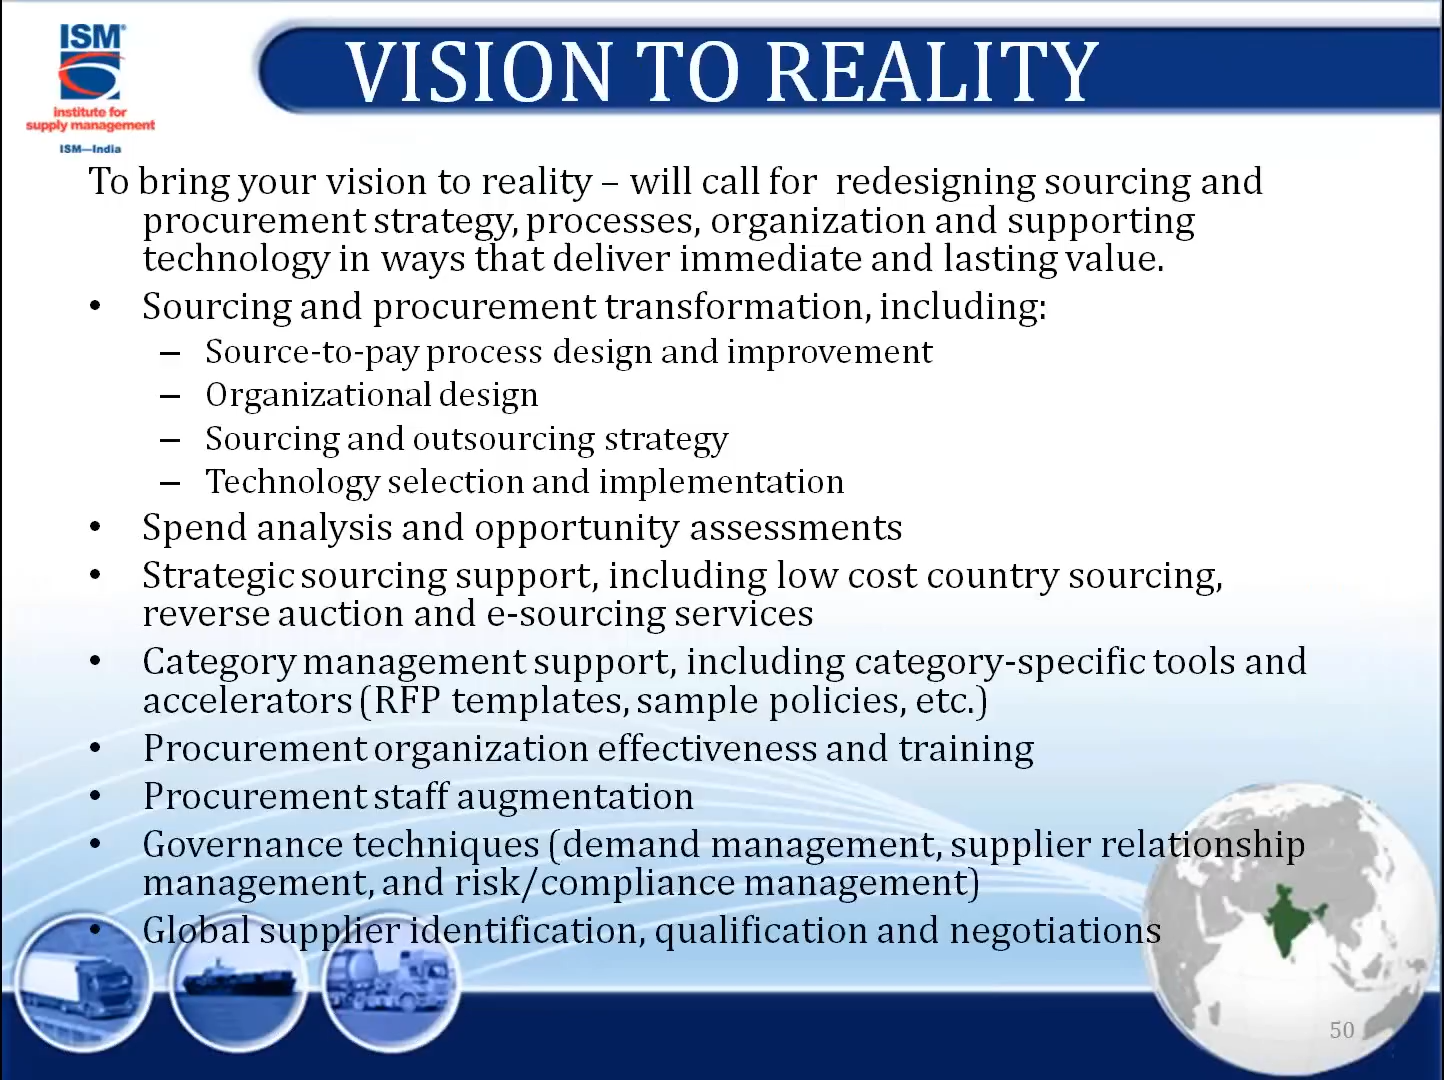 ISM®
institute for
supply management
ISM—India
VISION TO REALITY
To bring your vision to reality – will call for redesigning sourcing and
procurement strategy, processes, organization and supporting
technology in ways that deliver immediate and lasting value.
• Sourcing and procurement transformation, including:
– Source-to-pay process design and improvement
– Organizational design
– Sourcing and outsourcing strategy
– Technology selection and implementation
• Spend analysis and opportunity assessments
• Strategic sourcing support, including low cost country sourcing,
reverse auction and e-sourcing services
• Category management support, including category-specific tools and
accelerators (RFP templates, sample policies, etc.)
• Procurement organization effectiveness and training
• Procurement staff augmentation
• Governance techniques (demand management, supplier relationship
management, and risk/compliance management)
• Global supplier identification, qualification and negotiations
50